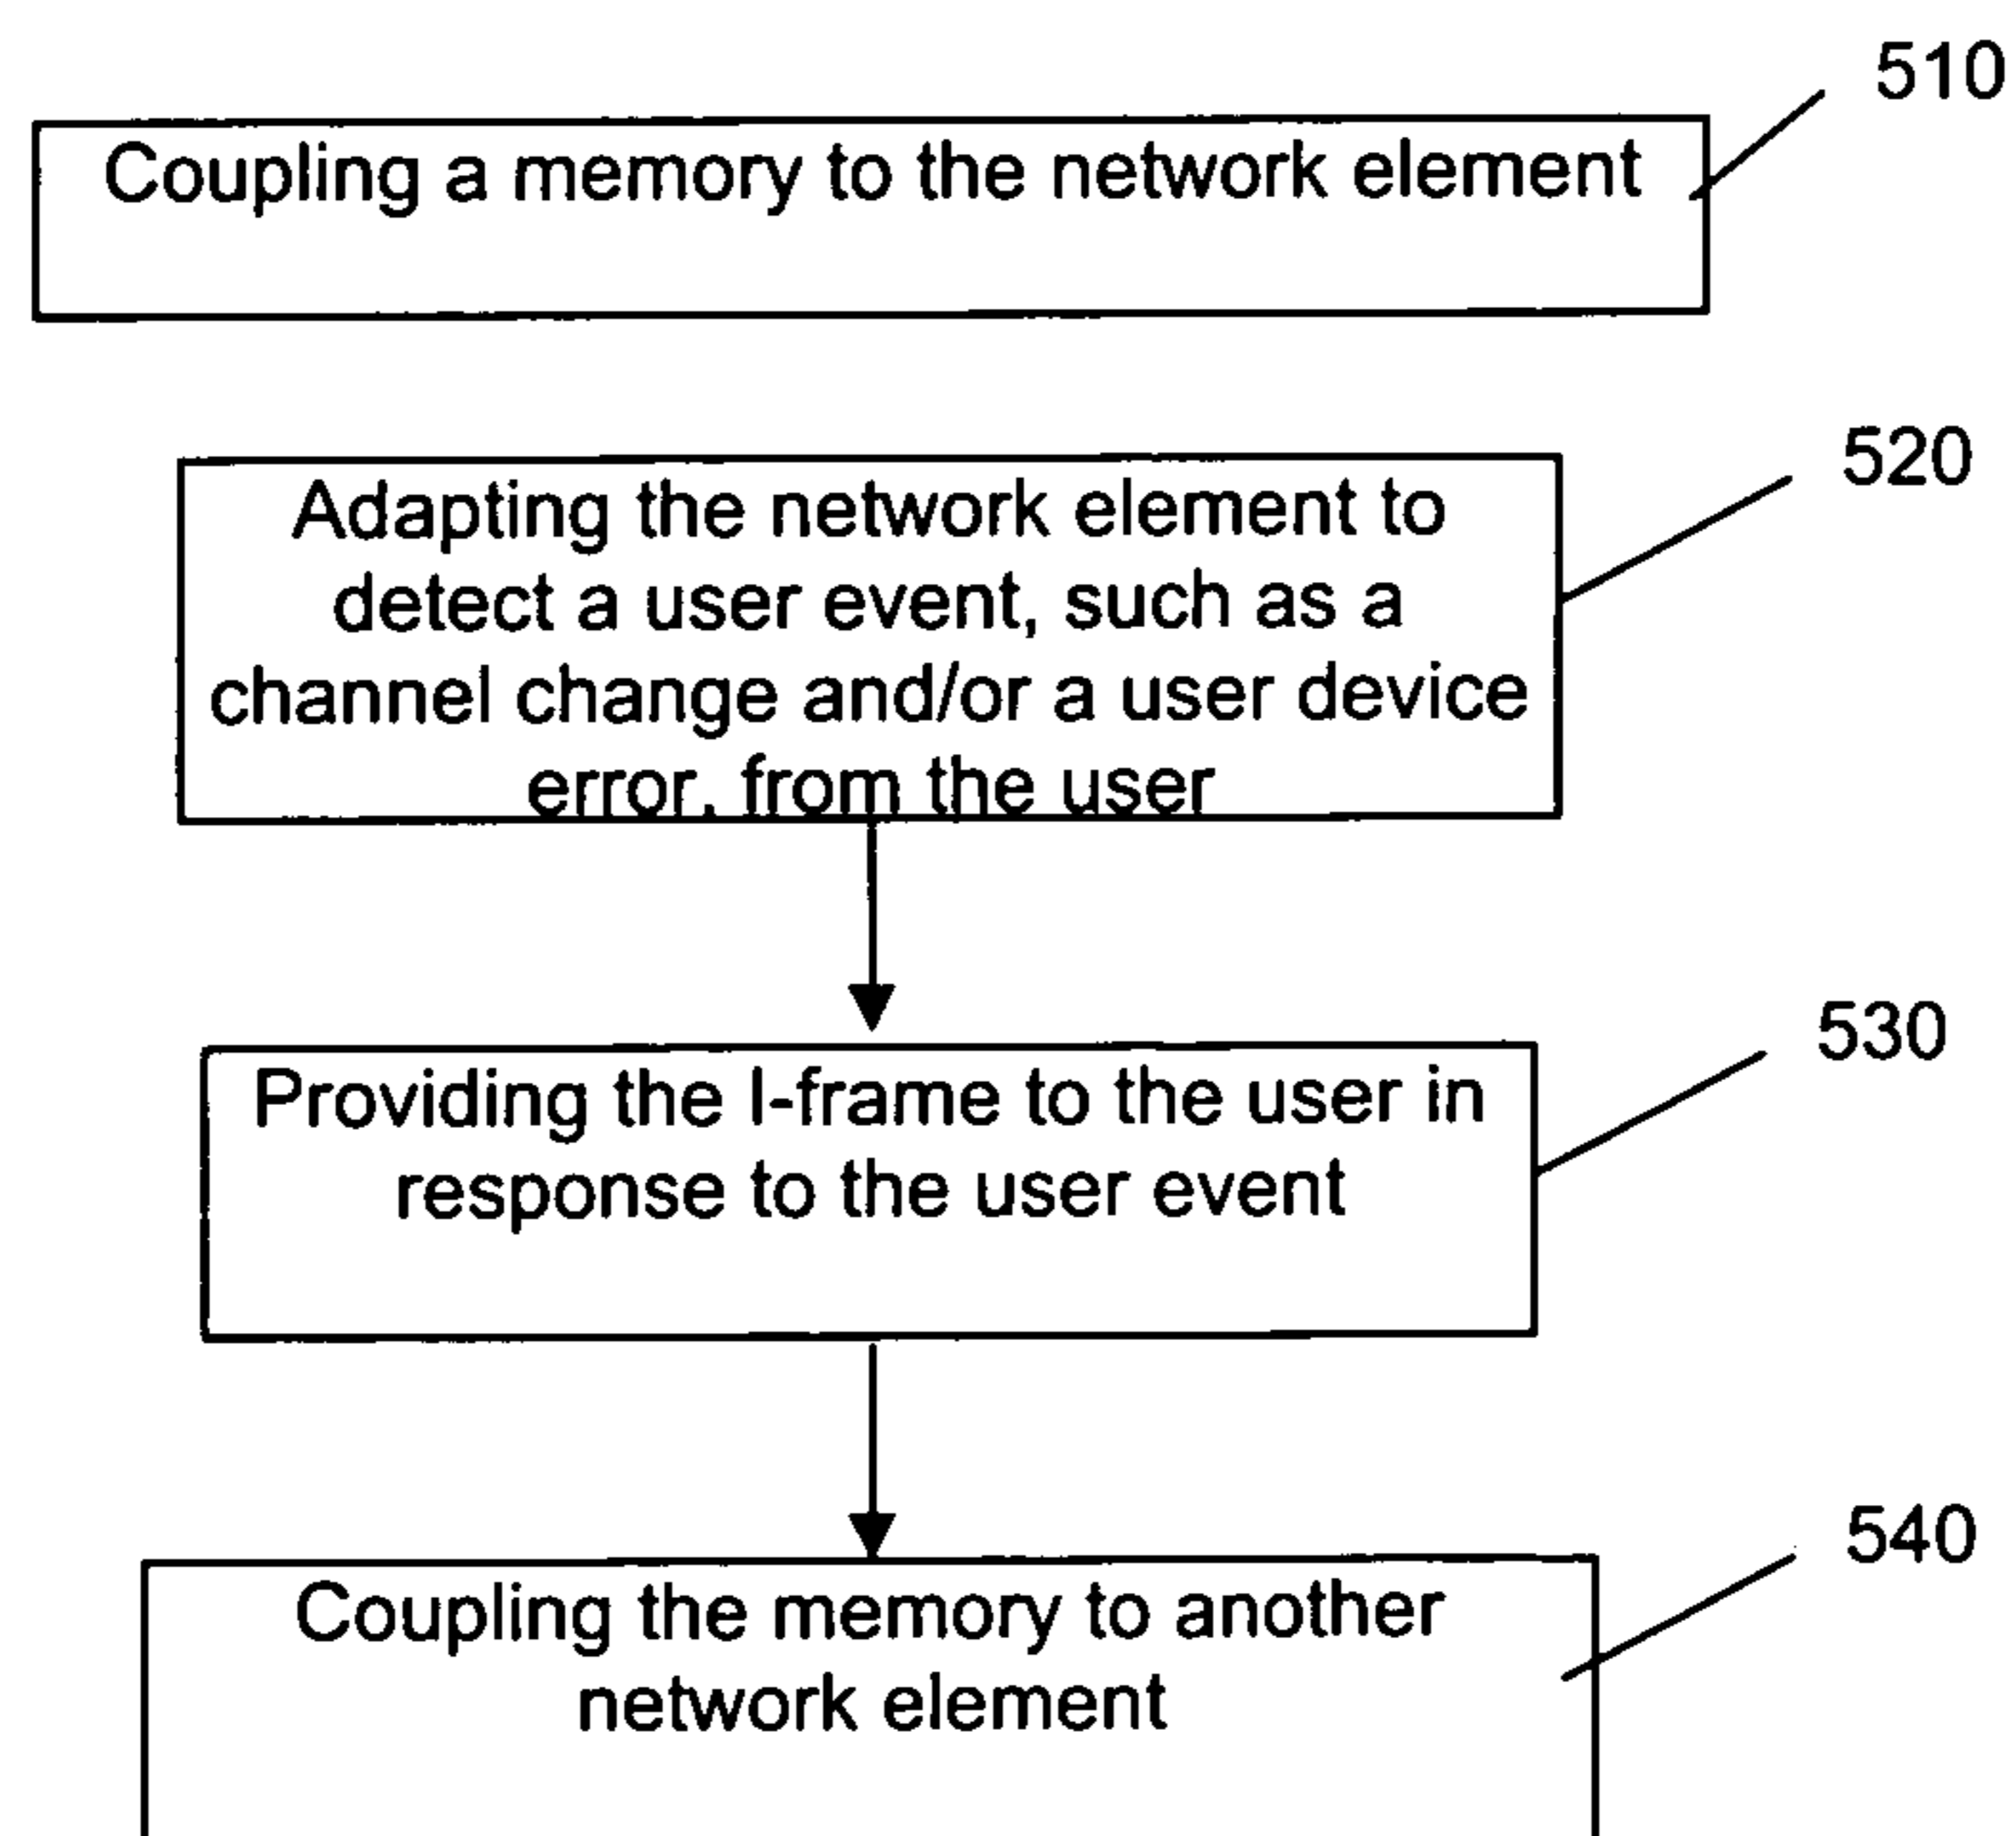 510
Coupling a memory to the network element
520
Adapting the network element to
detect a user event, such as a
channel change and/or a user device
error, from the user
530
Providing the I-frame to the user in
response to the user event
540
Coupling the memory to another
network element